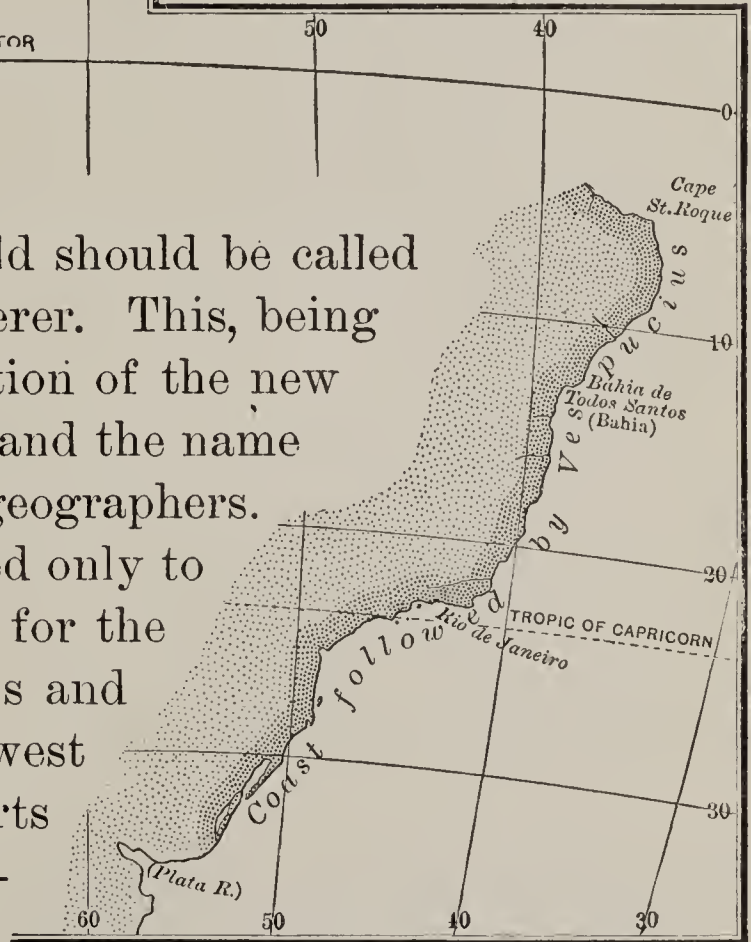 50
40
TOR
0
Cape
St. Roque
ld should be called
erer. This, being
tion of the new
and the name
geographers.
ed only to
for the
s and
west
rts
10
Bahia de
Todos Santos
(Bahia)
Coast followed by Vespucius
20
TROPIC OF CAPRICORN
Rio de Janeiro
30
(Plata R.)
60
50
40
30